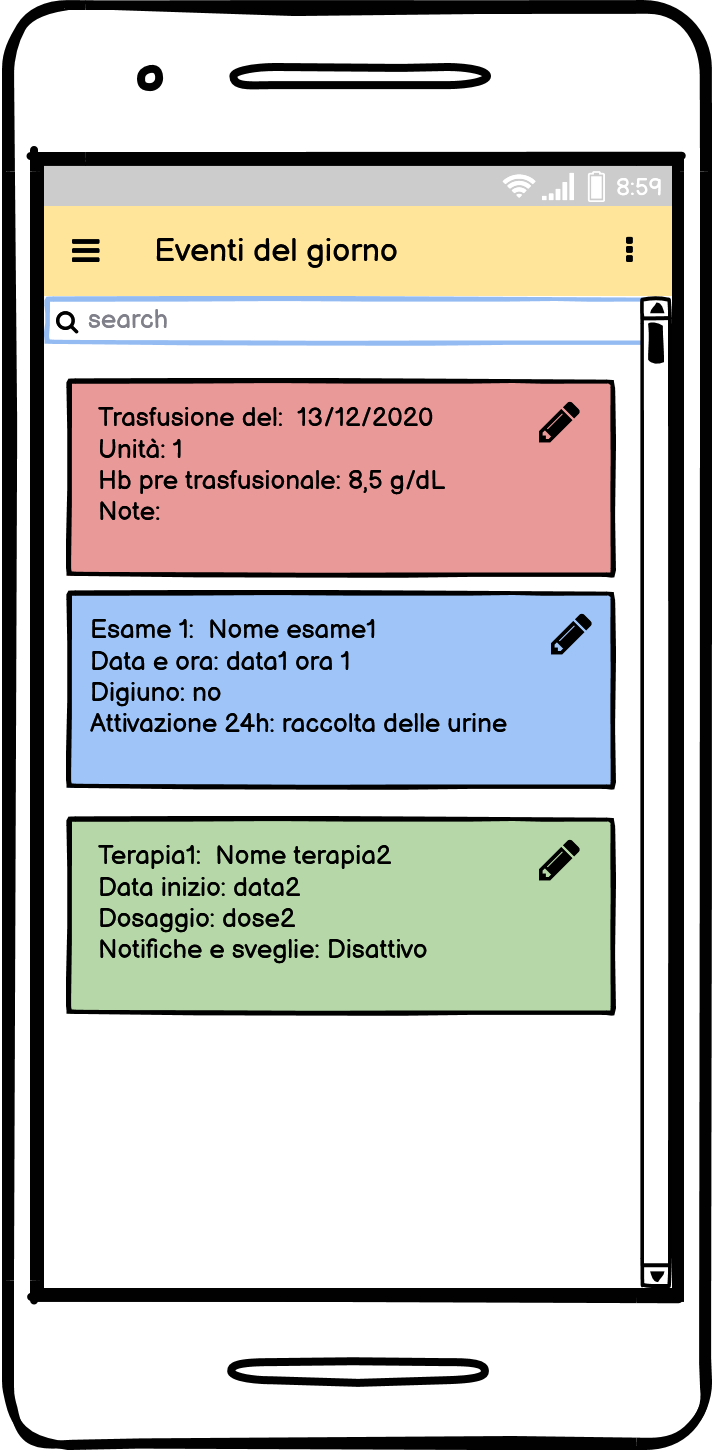 8:59
Eventi del giorno
search
Trasfusione del:  13/12/2020
Unità: 1
Hb pre trasfusionale: 8,5 g/dL
Note:
Esame 1:  Nome esame1
Data e ora: data1 ora 1
Digiuno: no
Attivazione 24h: raccolta delle urine
Terapia1:  Nome terapia2
Data inizio: data2
Dosaggio: dose2
Notifiche e sveglie: Disattivo